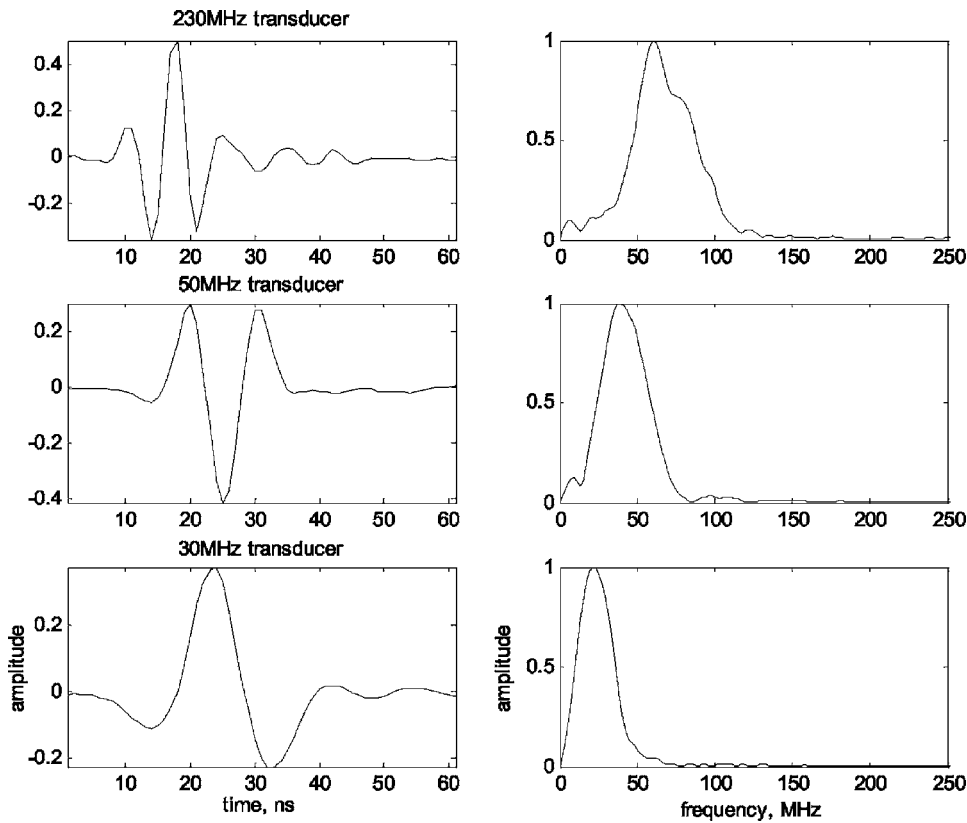 230MHz transducer
0.4
0.2
0
-0.2
10 20 30 40 50 60
1
0.5
0
0 50 100 150 200 250
50MHz transducer
0.2
0
-0.2
-0.4
10 20 30 40 50 60
1
0.5
0
0 50 100 150 200 250
30MHz transducer
amplitude
0.2
0
-0.2
10 20 30 40 50 60
time, ns
amplitude
1
0.5
0
0 50 100 150 200 250
frequency, MHz